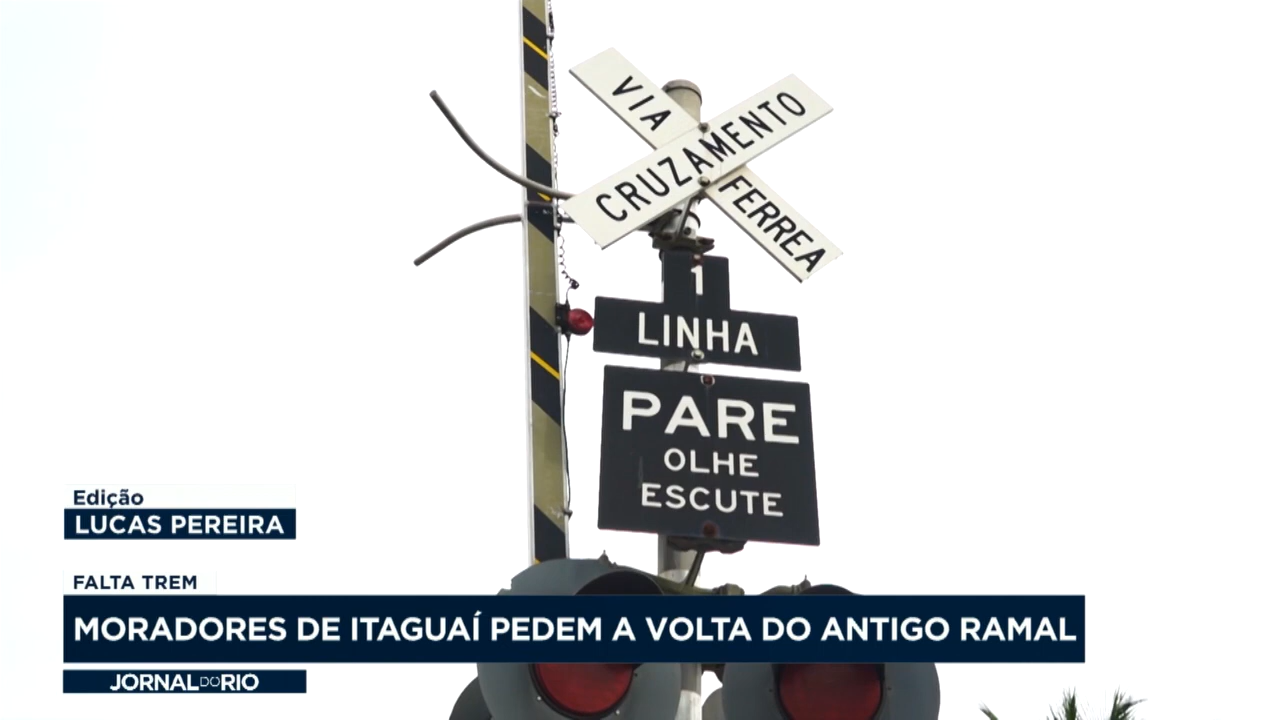 VIA
CRUZAMENTO
FERREA
1
LINHA
PARE
OLHE
ESCUTE
Edição
LUCAS PEREIRA
FALTA TREM
MORADORES DE ITAGUAÍ PEDEM A VOLTA DO ANTIGO RAMAL
JORNAL DO RIO